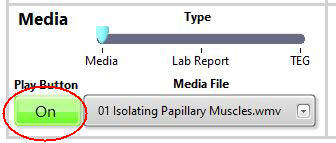 Media Type
Media Lab Report TEG
Play Button Media File
On 01 Isolating Papillary Muscles.wmv